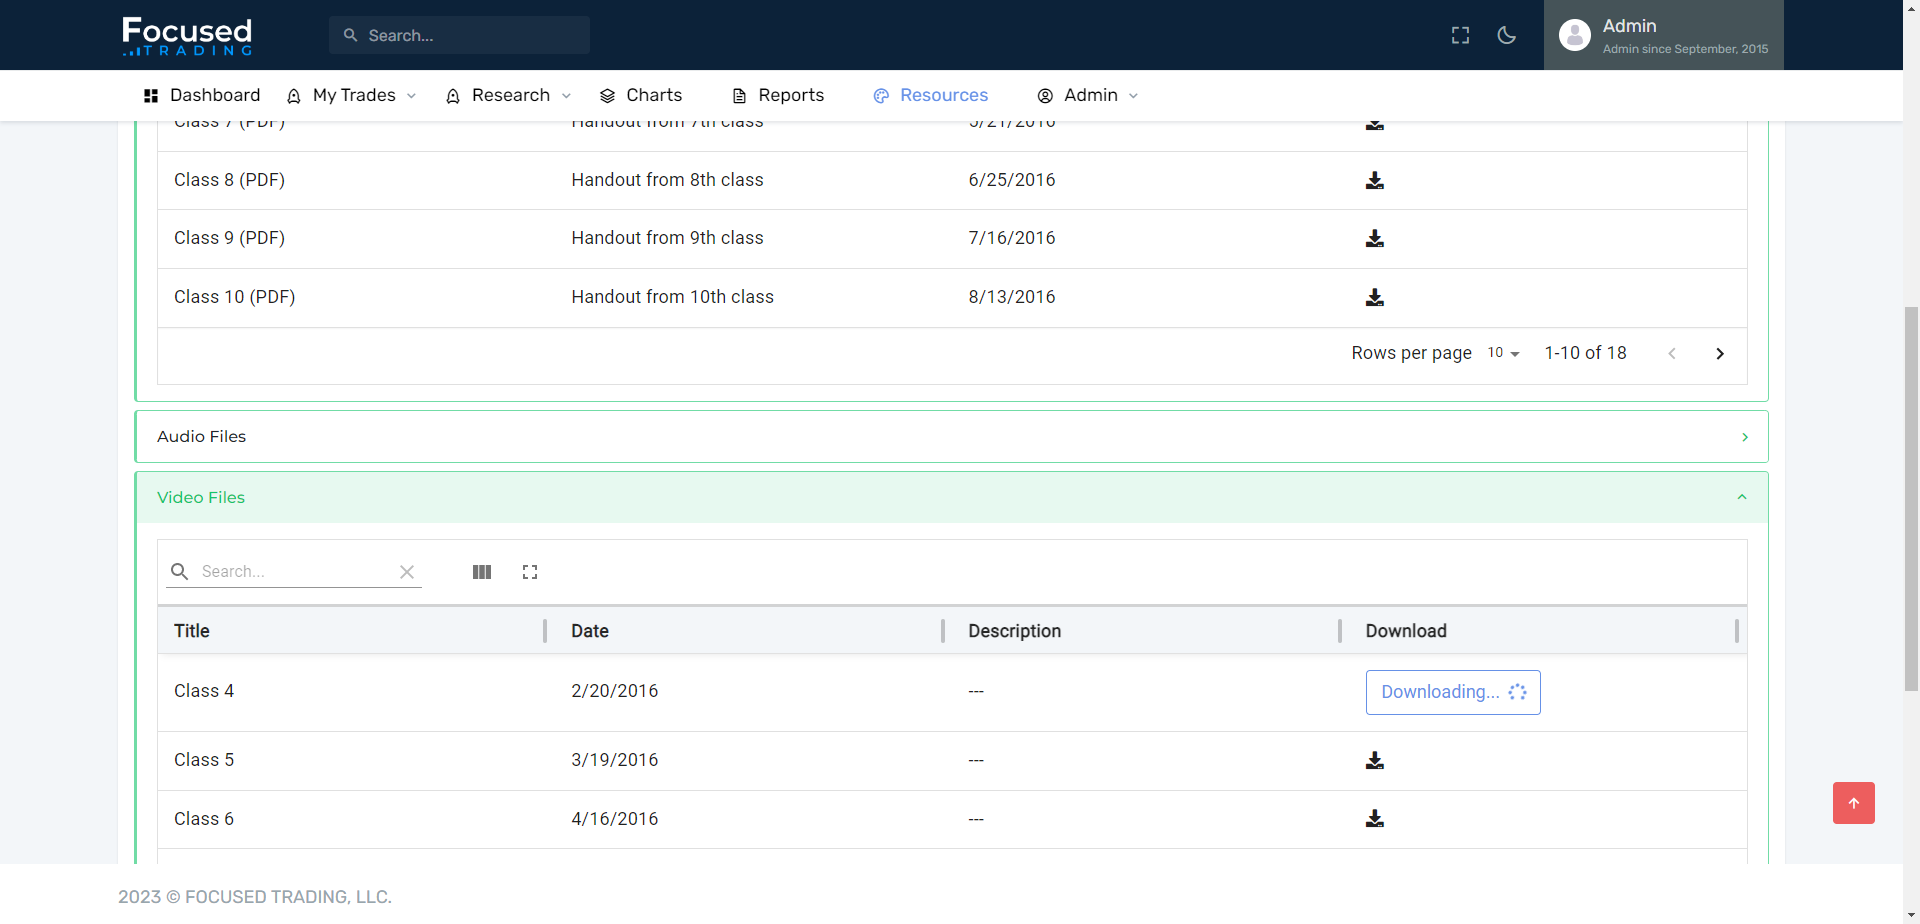 Focused
TRADING
Search...
Admin
Admin since September, 2015
Dashboard My Trades Research Charts Reports Resources Admin
Class 7 (PDF) Handout from 7th class 5/21/2016
Class 8 (PDF) Handout from 8th class 6/25/2016
Class 9 (PDF) Handout from 9th class 7/16/2016
Class 10 (PDF) Handout from 10th class 8/13/2016
Rows per page 10 1-10 of 18
Audio Files
Video Files
Search...
Title Date Description Download
Class 4 2/20/2016 --- Downloading...
Class 5 3/19/2016 ---
Class 6 4/16/2016 ---
2023 © FOCUSED TRADING, LLC.